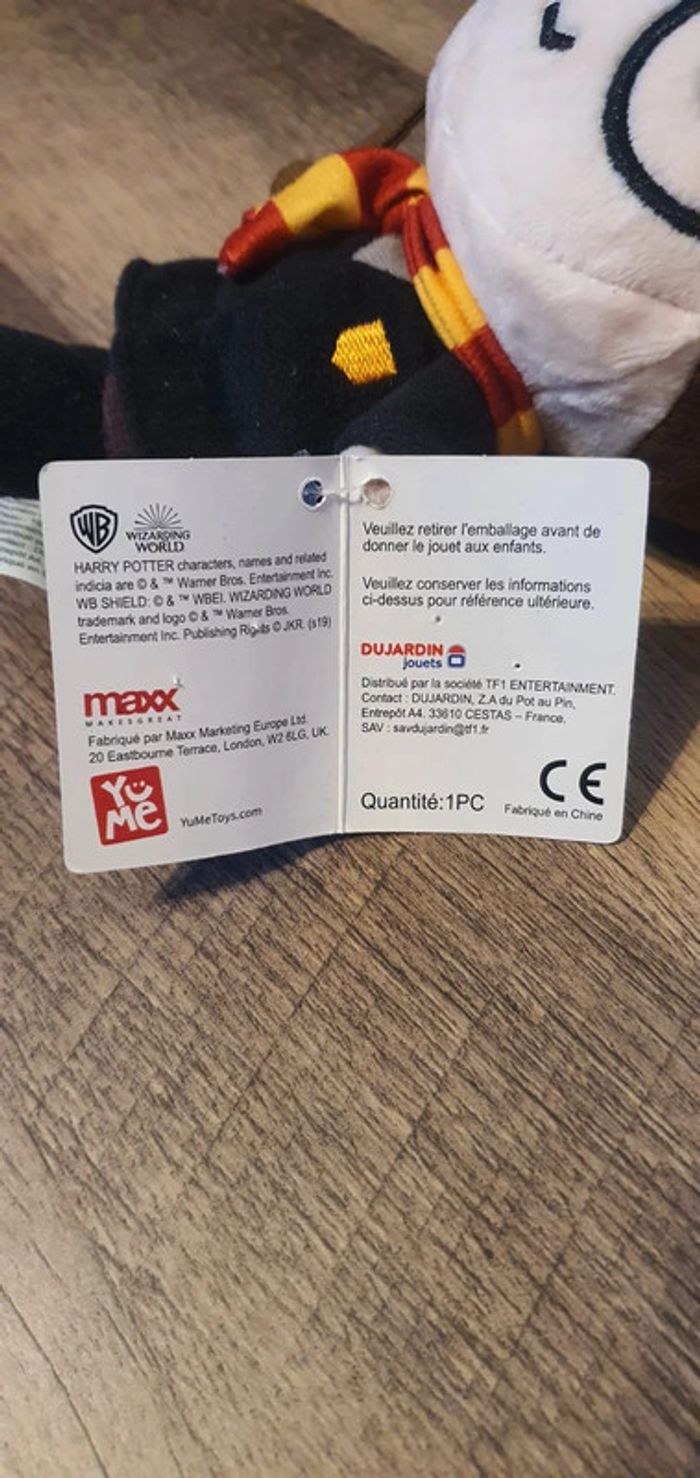 WB
WIZARDING
WORLD
HARRY POTTER characters, names and related
indicia are © & ™ Warner Bros. Entertainment Inc.
WB SHIELD: © & ™ WBEI. WIZARDING WORLD
trademark and logo © & ™ Warner Bros.
Entertainment Inc. Publishing Rights © JKR. (s19)
maxx
MAKESGREAT
Fabriqué par Maxx Marketing Europe Ltd.
20 Eastbourne Terrace, London, W2 6LG, UK.
YuMe
YuMeToys.com
Veuillez retirer l'emballage avant de
donner le jouet aux enfants.
Veuillez conserver les informations
ci-dessus pour référence ultérieure.
DUJARDIN
jouets
Distribué par la société TF1 ENTERTAINMENT.
Contact : DUJARDIN, Z.A du Pot au Pin,
Entrepôt A4. 33610 CESTAS – France.
SAV : savdujardin@tf1.fr
CE
Quantité:1PC
Fabriqué en Chine